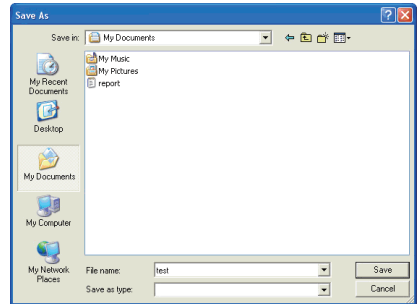 Save As
Save in: My Documents
My Recent
Documents
Desktop
My Documents
My Computer
My Network
Places
My Music
My Pictures
report
File name: test Save
Save as type: Cancel